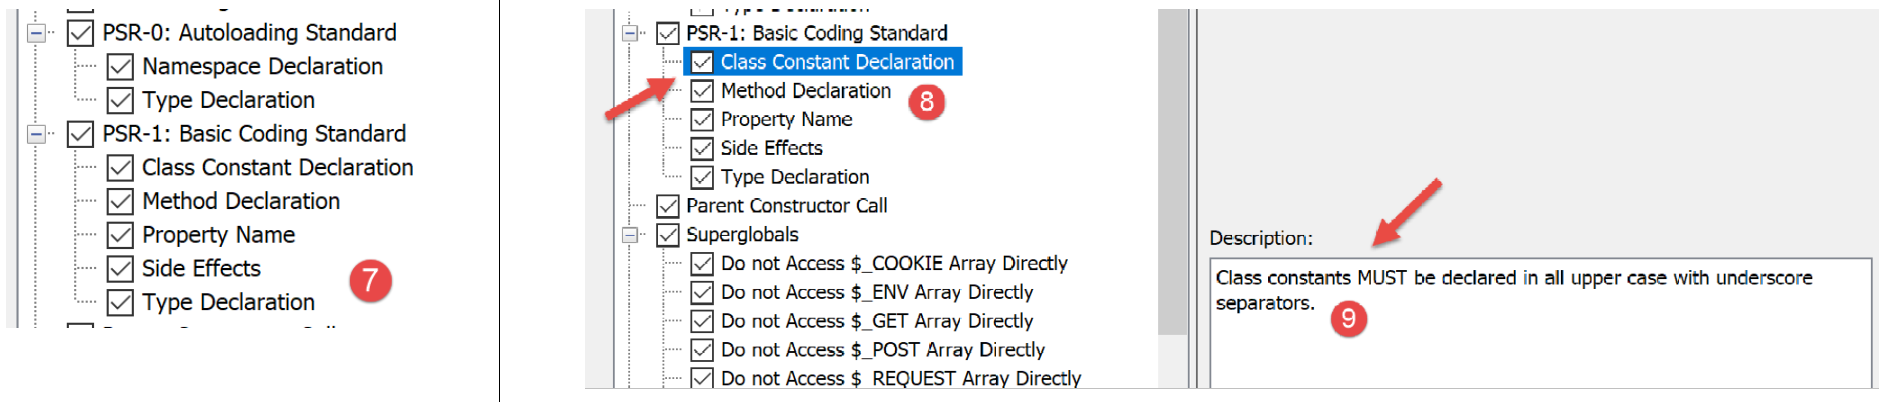 PSR-0: Autoloading Standard
Namespace Declaration
Type Declaration
PSR-1: Basic Coding Standard
Class Constant Declaration
Method Declaration
Property Name
Side Effects
7
Type Declaration
Type Declaration
PSR-1: Basic Coding Standard
Class Constant Declaration
Method Declaration
8
Property Name
Side Effects
Type Declaration
Parent Constructor Call
Superglobals
Do not Access $_COOKIE Array Directly
Do not Access $_ENV Array Directly
Do not Access $_GET Array Directly
Do not Access $_POST Array Directly
Do not Access $_REQUEST Array Directly
Description:
Class constants MUST be declared in all upper case with underscore
separators.
9